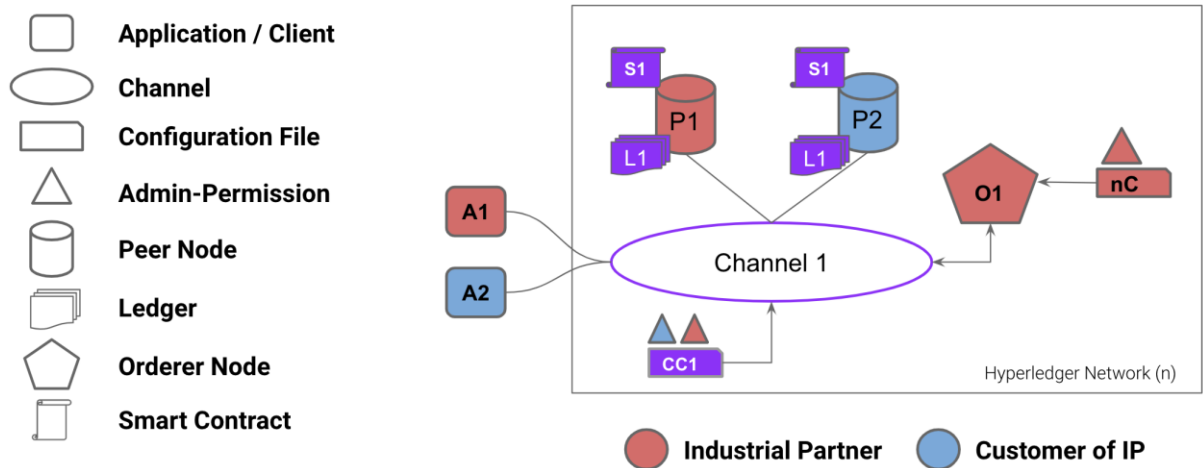 Application / Client
Channel
Configuration File
Admin-Permission
Peer Node
Ledger
Orderer Node
Smart Contract
S1
S1
P1
P2
L1
L1
O1
nC
A1
A2
Channel 1
CC1
Hyperledger Network (n)
Industrial Partner
Customer of IP